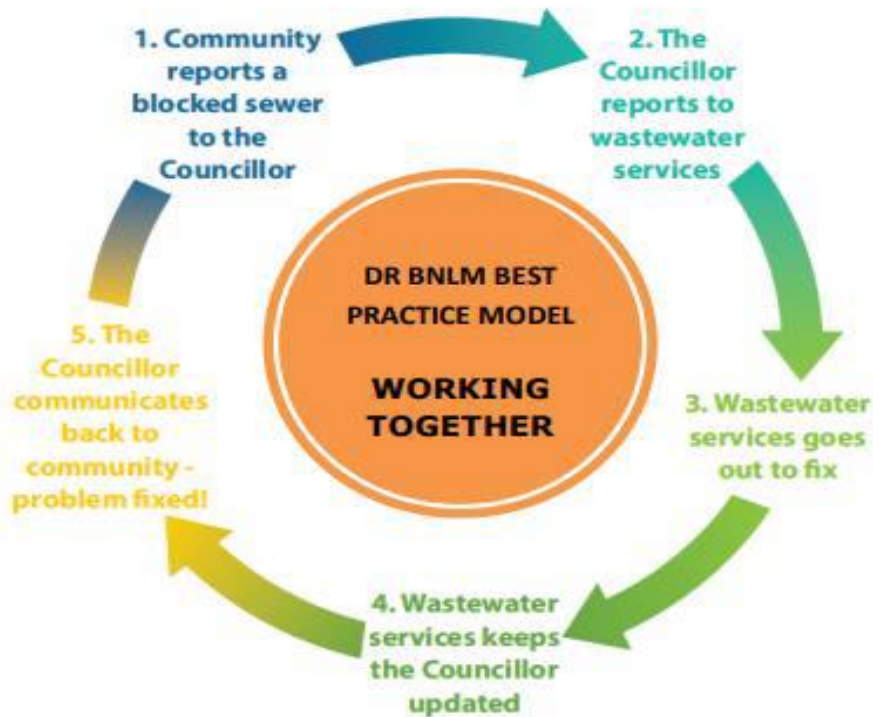 1. Community
reports a
blocked sewer
to the
Councillor
2. The
Councillor
reports to
wastewater
services
3. Wastewater
services goes
out to fix
4. Wastewater
services keeps
the Councillor
updated
5. The
Councillor
communicates
back to
community -
problem fixed!
DR BNLM BEST
PRACTICE MODEL
WORKING
TOGETHER